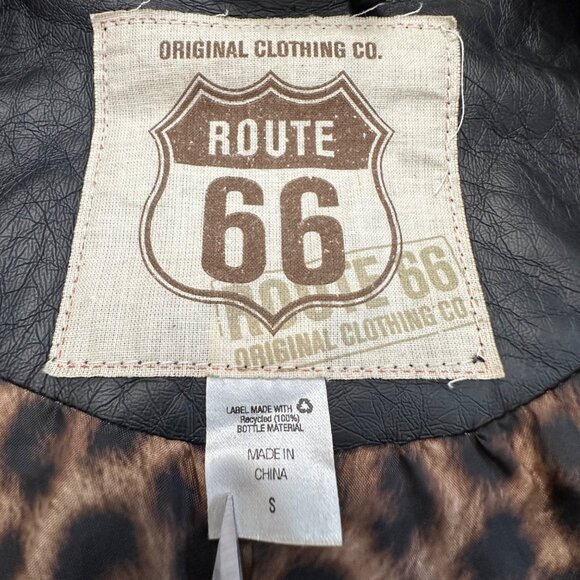 ORIGINAL CLOTHING CO.
ROUTE
66
ROUTE 66
ORIGINAL CLOTHING CO.
LABEL MADE WITH
Recycled (100%)
BOTTLE MATERIAL
MADE IN
CHINA
S